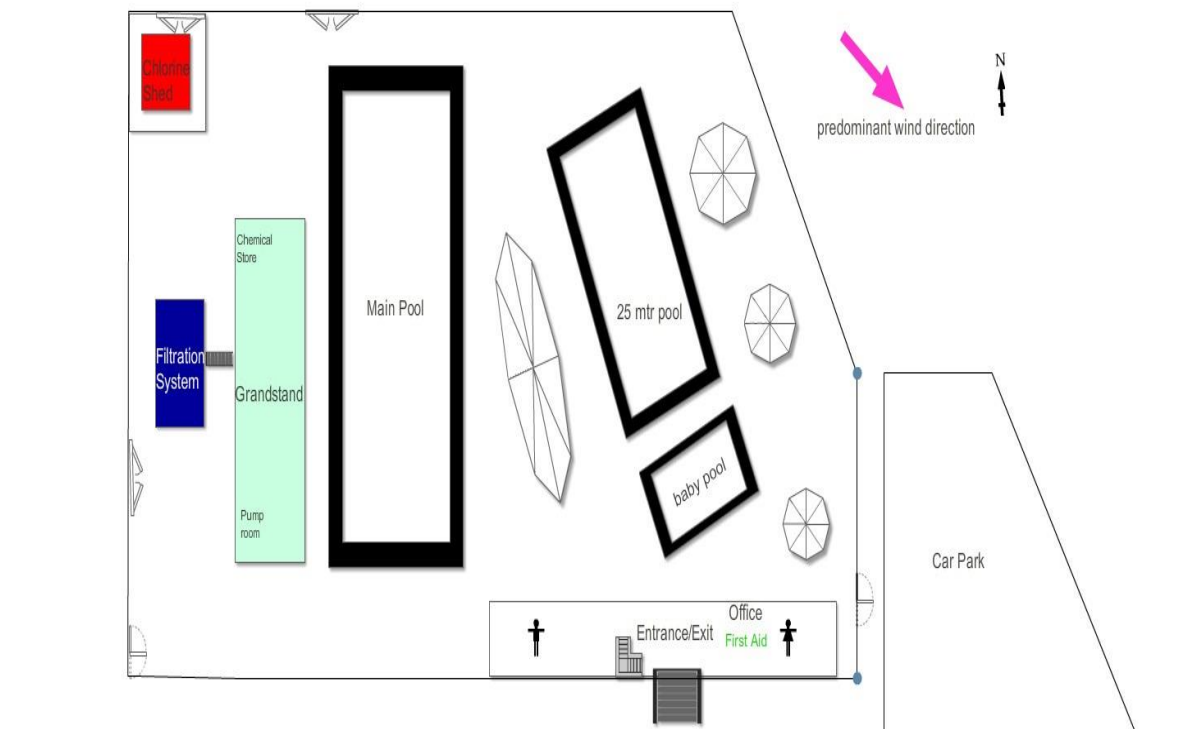 Chlorine
Shed
N
predominant wind direction
Chemical
Store
Main Pool
25 mtr pool
Filtration
System
Grandstand
baby pool
Pump
room
Car Park
Office
Entrance/Exit
First Aid